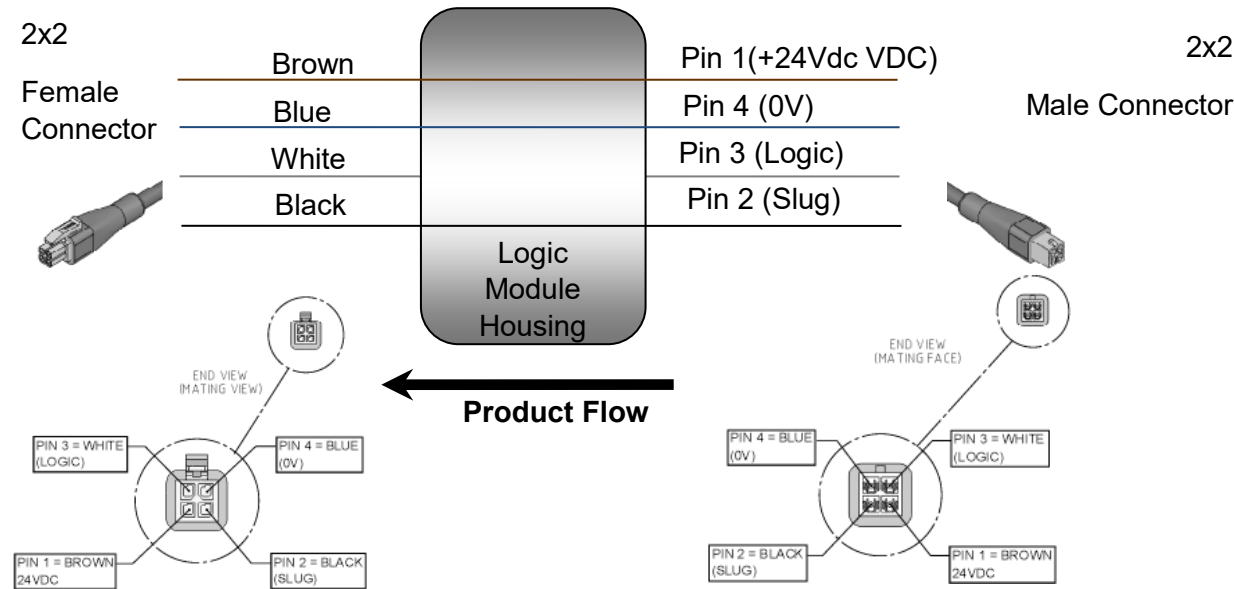 2x2
Female
Connector
Brown
Blue
White
Black
Pin 1(+24Vdc VDC)
Pin 4 (0V)
Pin 3 (Logic)
Pin 2 (Slug)
2x2
Male Connector
Logic
Module
Housing
Product Flow
END VIEW
(MATING VIEW)
PIN 3 = WHITE
(LOGIC)
PIN 4 = BLUE
(0V)
PIN 1 = BROWN
24VDC
PIN 2 = BLACK
(SLUG)
END VIEW
(MATING FACE)
PIN 4 = BLUE
(0V)
PIN 3 = WHITE
(LOGIC)
PIN 2 = BLACK
(SLUG)
PIN 1 = BROWN
24VDC